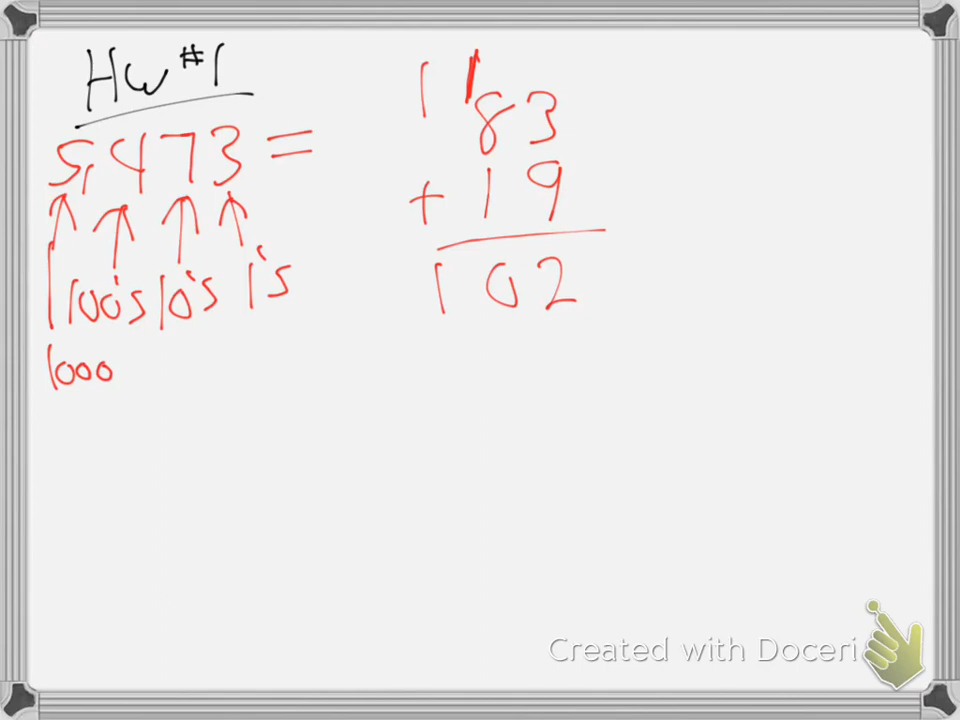 HW #1
5,473 =
100's 10's 1's
1000
1 1
83
+ 19
102
Created with Doceri